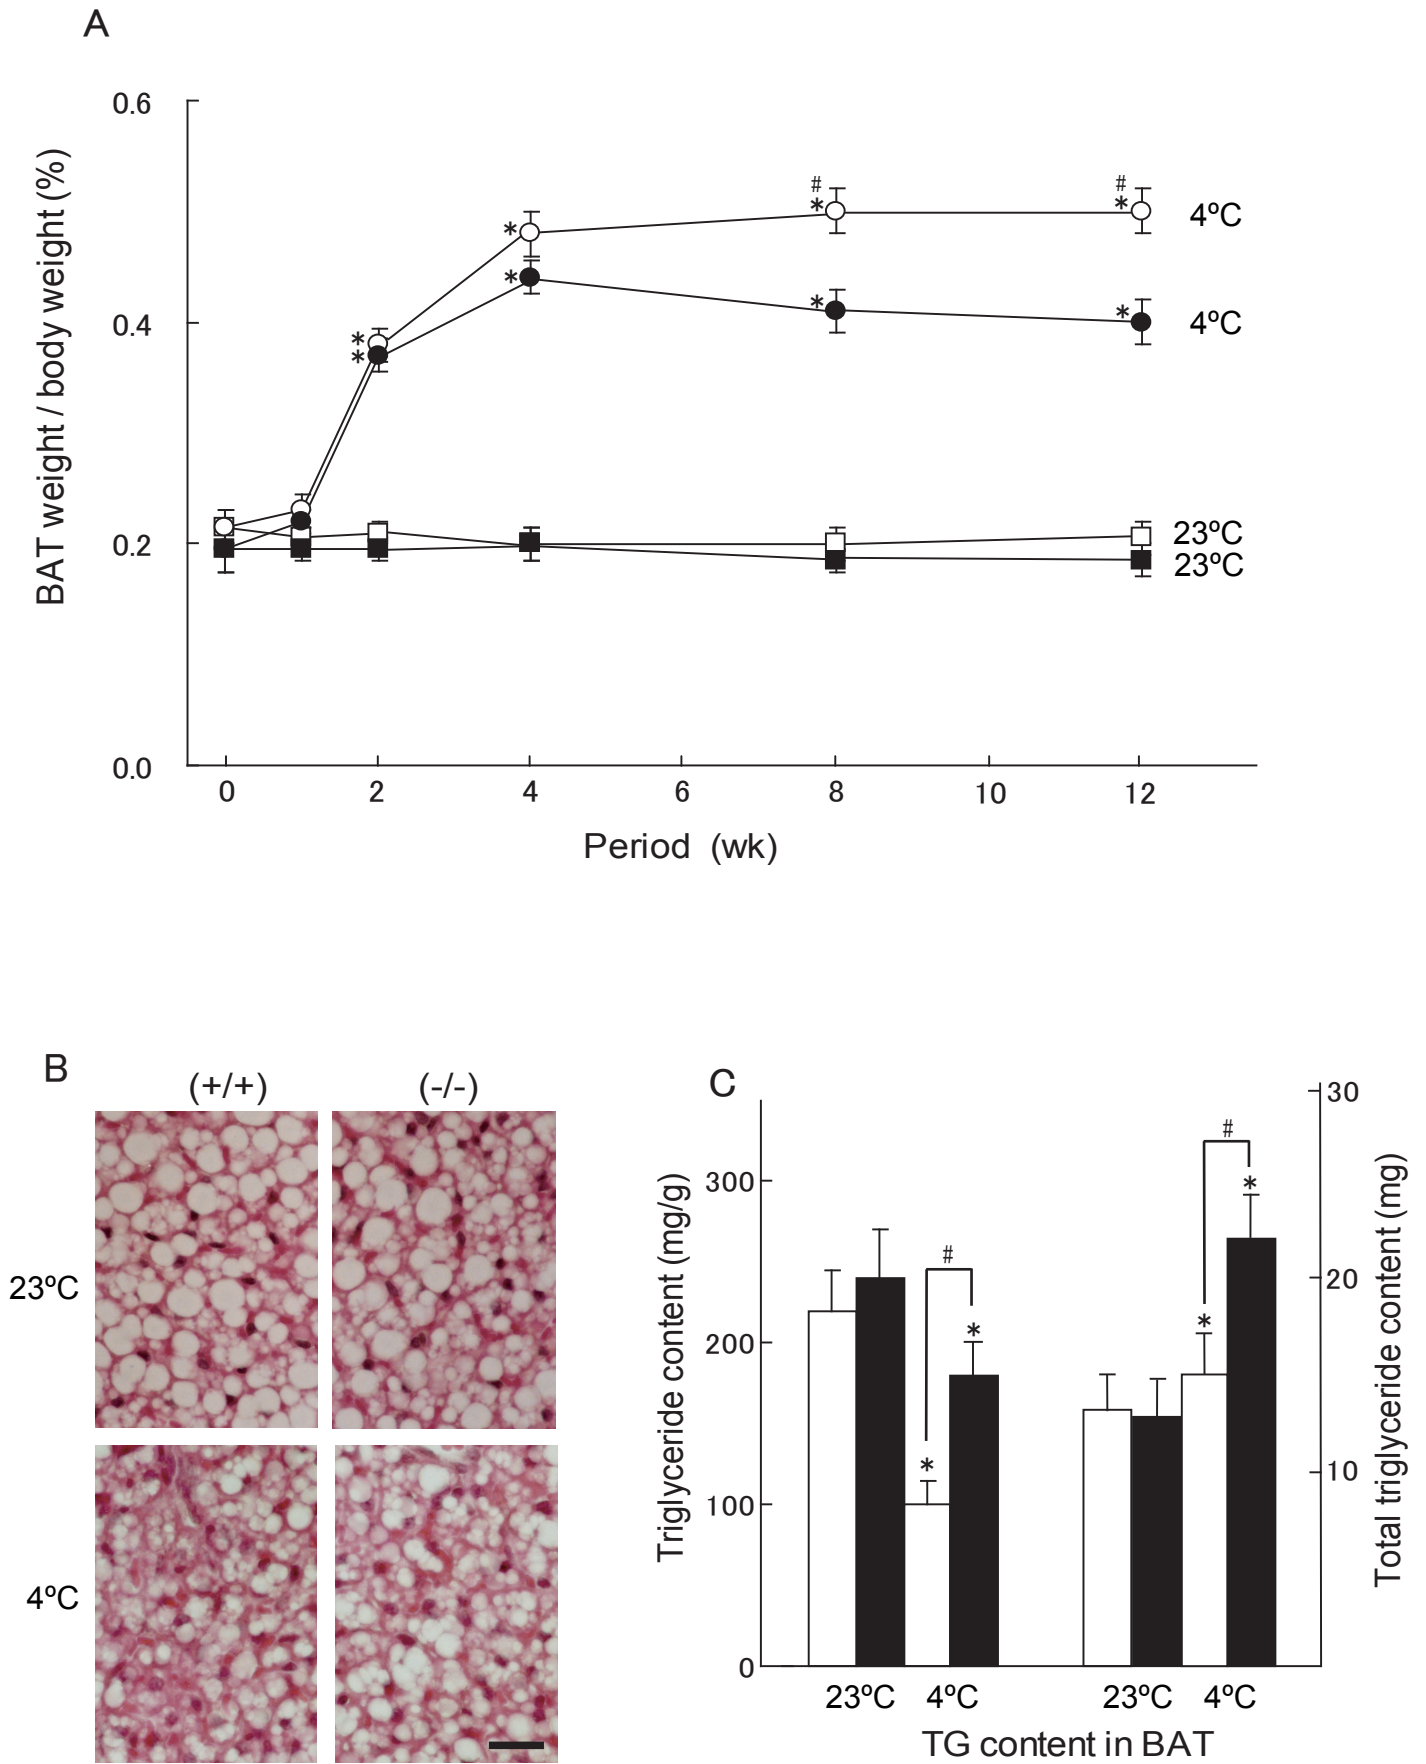 A
0.6
0.4
0.2
0.0
BAT weight / body weight (%)
#
*
#
*
4ºC
*
*
*
*
4ºC
*
*
23ºC
23ºC
0 2 4 6 8 10 12
Period (wk)
B
(+/+) (-/-)
23ºC
4ºC
C
Triglyceride content (mg/g)
300
200
100
0
#
*
*
#
*
*
30
20
10
Total triglyceride content (mg)
23ºC 4ºC 23ºC 4ºC
TG content in BAT